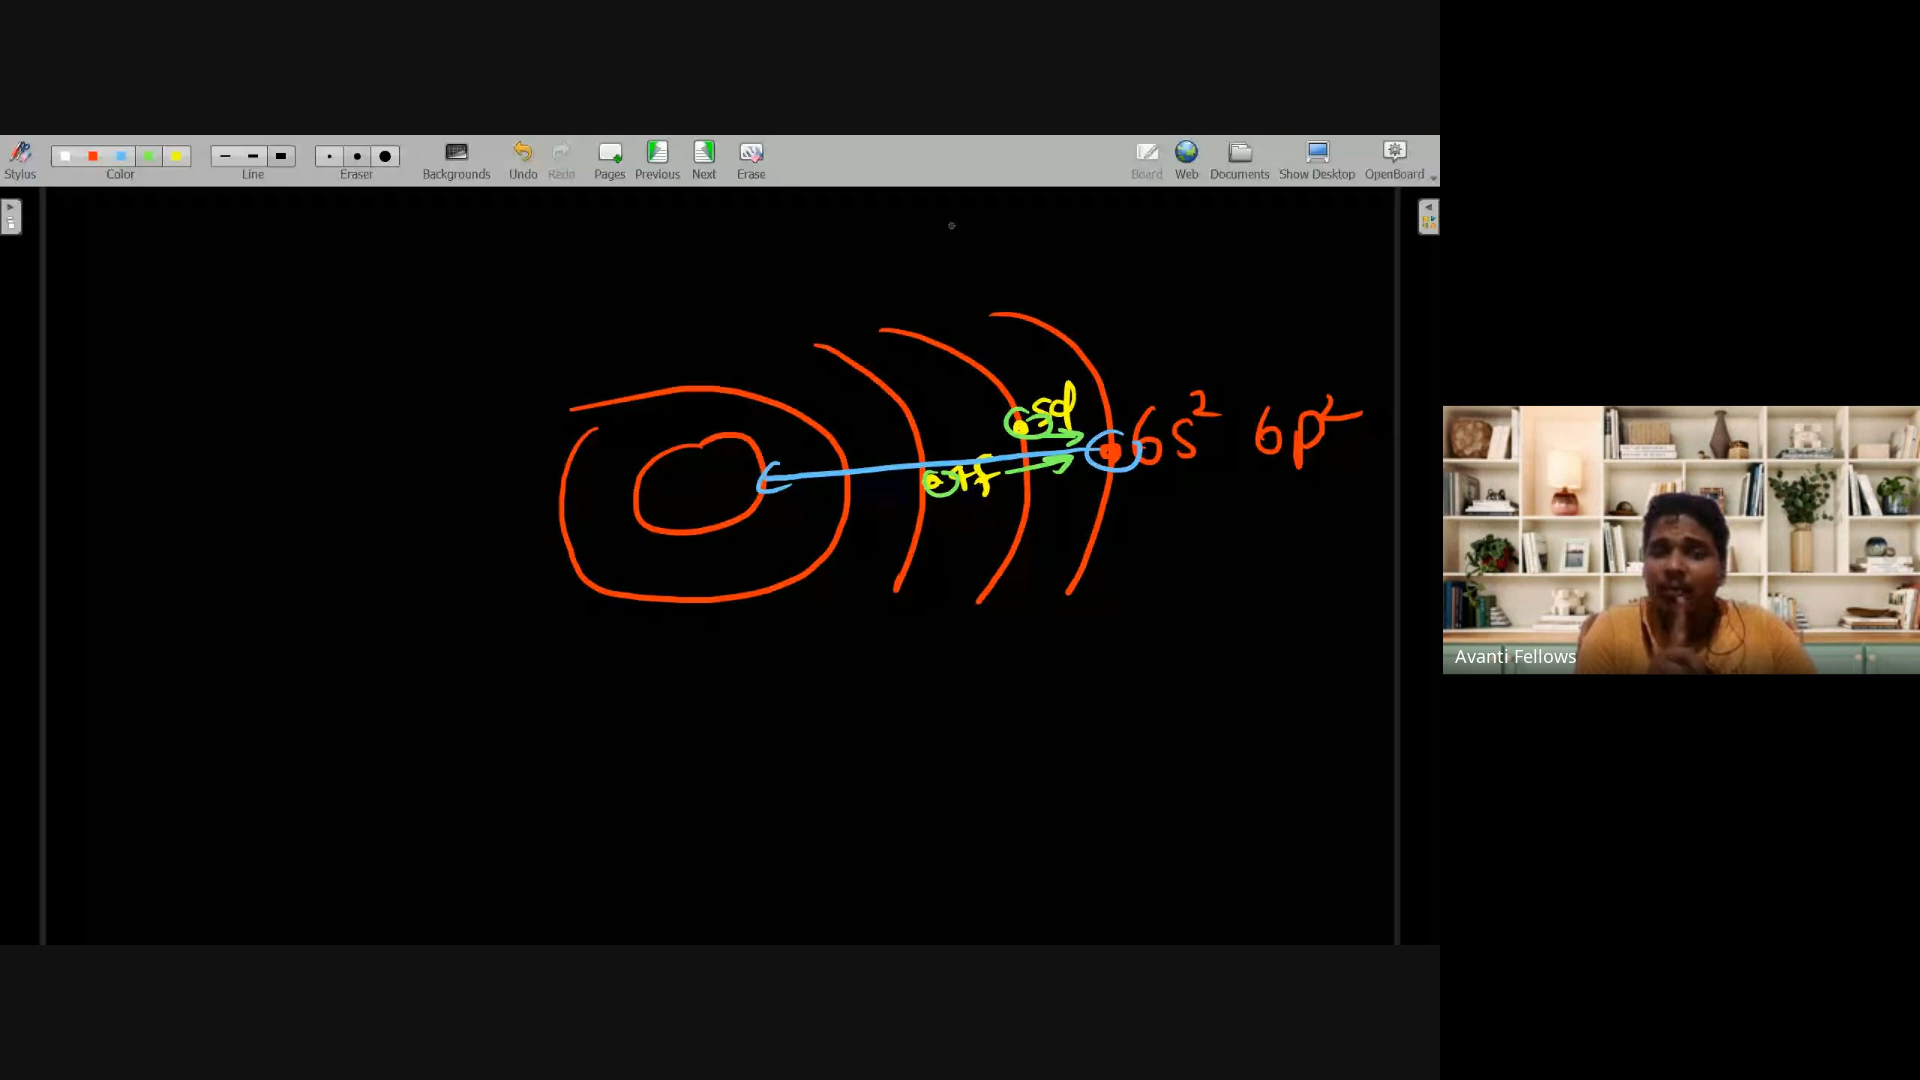 Stylus Color Line Eraser Backgrounds Undo Redo Pages Previous Next Erase Board Web Documents Show Desktop OpenBoard
5d
6s² 6p²
4f
Avanti Fellows